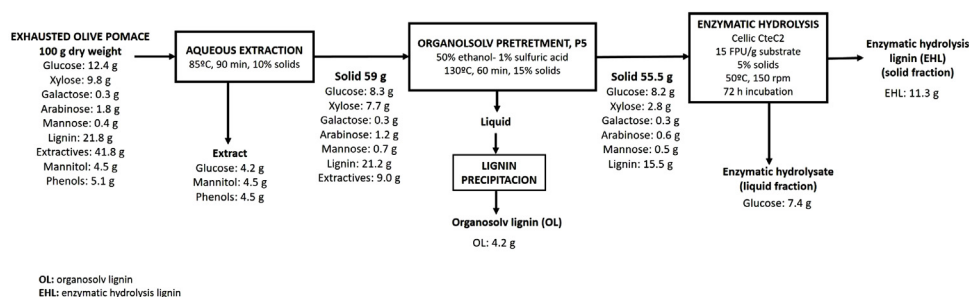 EXHAUSTED OLIVE POMACE
100 g dry weight
Glucose: 12.4 g
Xylose: 9.8 g
Galactose: 0.3 g
Arabinose: 1.8 g
Mannose: 0.4 g
Lignin: 21.8 g
Extractives: 41.8 g
Mannitol: 4.5 g
Phenols: 5.1 g
AQUEOUS EXTRACTION
85ºC, 90 min, 10% solids
Extract
Glucose: 4.2 g
Mannitol: 4.5 g
Phenols: 4.5 g
Solid 59 g
Glucose: 8.3 g
Xylose: 7.7 g
Galactose: 0.3 g
Arabinose: 1.2 g
Mannose: 0.7 g
Lignin: 21.2 g
Extractives: 9.0 g
ORGANOLSOLV PRETRETMENT, P5
50% ethanol- 1% sulfuric acid
130ºC, 60 min, 15% solids
Liquid
LIGNIN
PRECIPITACION
Organosolv lignin (OL)
OL: 4.2 g
Solid 55.5 g
Glucose: 8.2 g
Xylose: 2.8 g
Galactose: 0.3 g
Arabinose: 0.6 g
Mannose: 0.5 g
Lignin: 15.5 g
ENZYMATIC HYDROLYSIS
Cellic CteC2
15 FPU/g substrate
5% solids
50ºC, 150 rpm
72 h incubation
Enzymatic hydrolysate
(liquid fraction)
Glucose: 7.4 g
Enzymatic hydrolysis
lignin (EHL)
(solid fraction)
EHL: 11.3 g
OL: organosolv lignin
EHL: enzymatic hydrolysis lignin